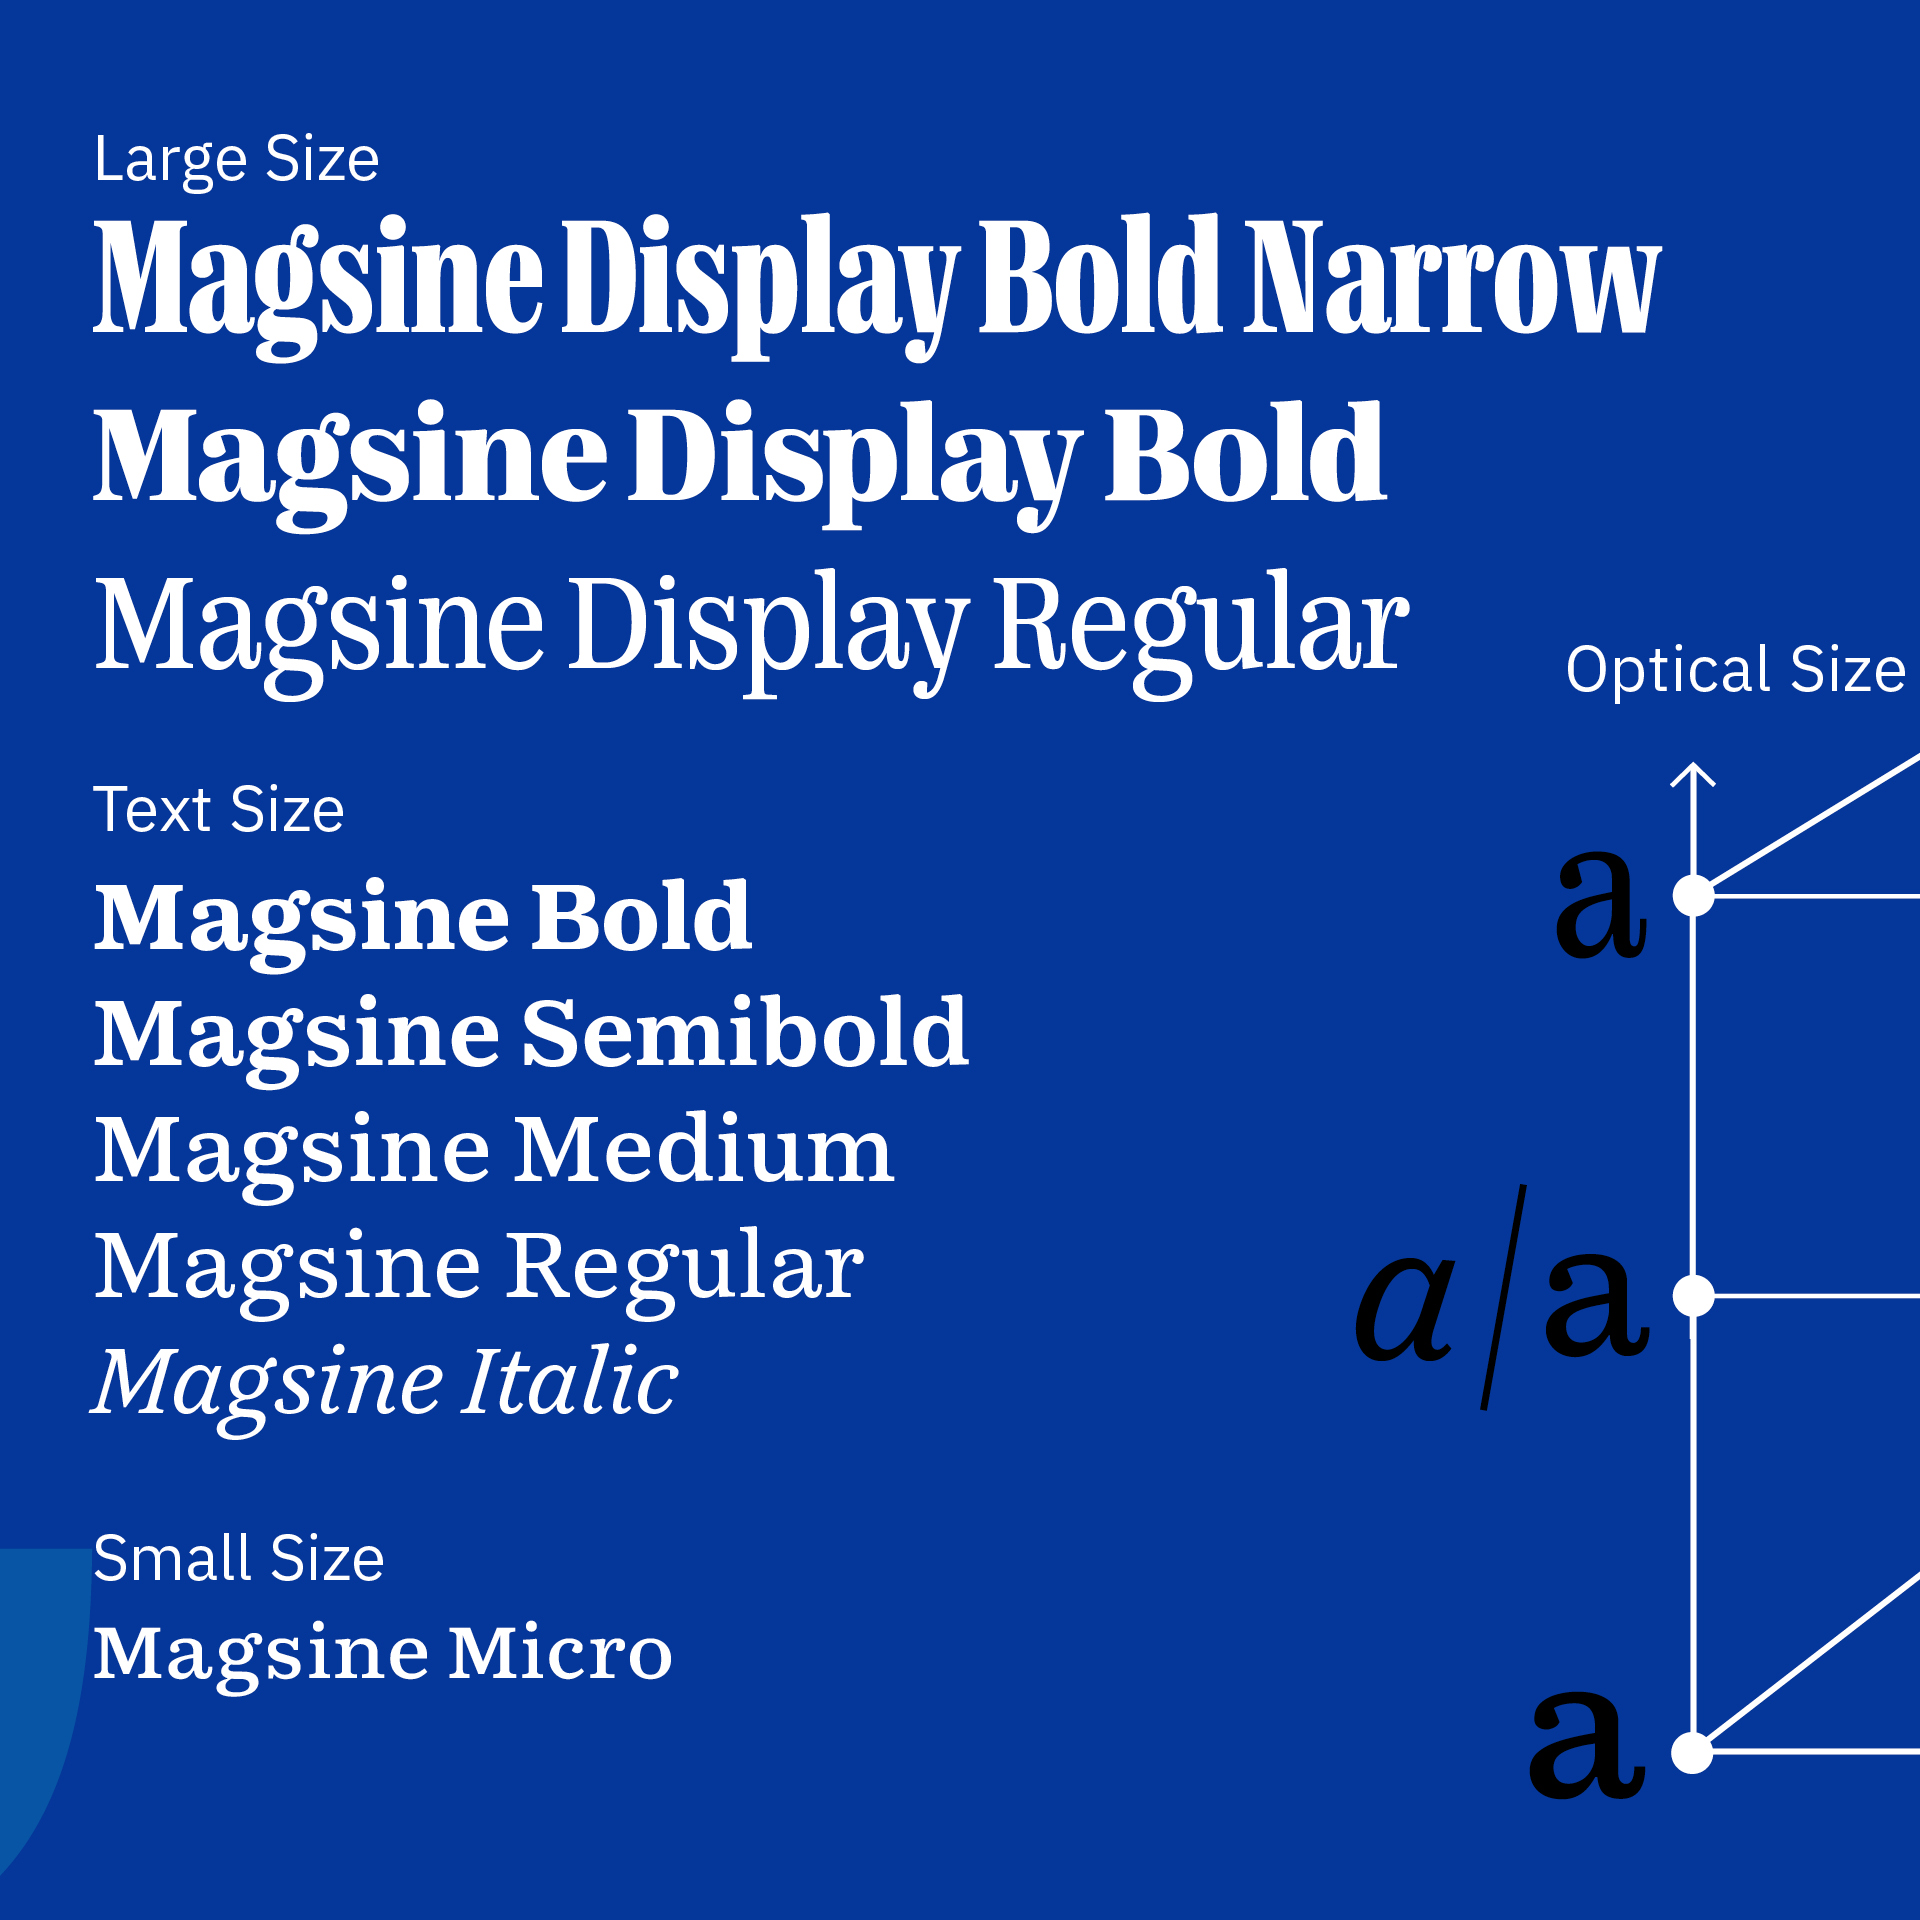 Large Size
Magsine Display Bold Narrow
Magsine Display Bold
Magsine Display Regular
Text Size
Magsine Bold
Magsine Semibold
Magsine Medium
Magsine Regular
Magsine Italic
Small Size
Magsine Micro
Optical Size
a
a/a
a